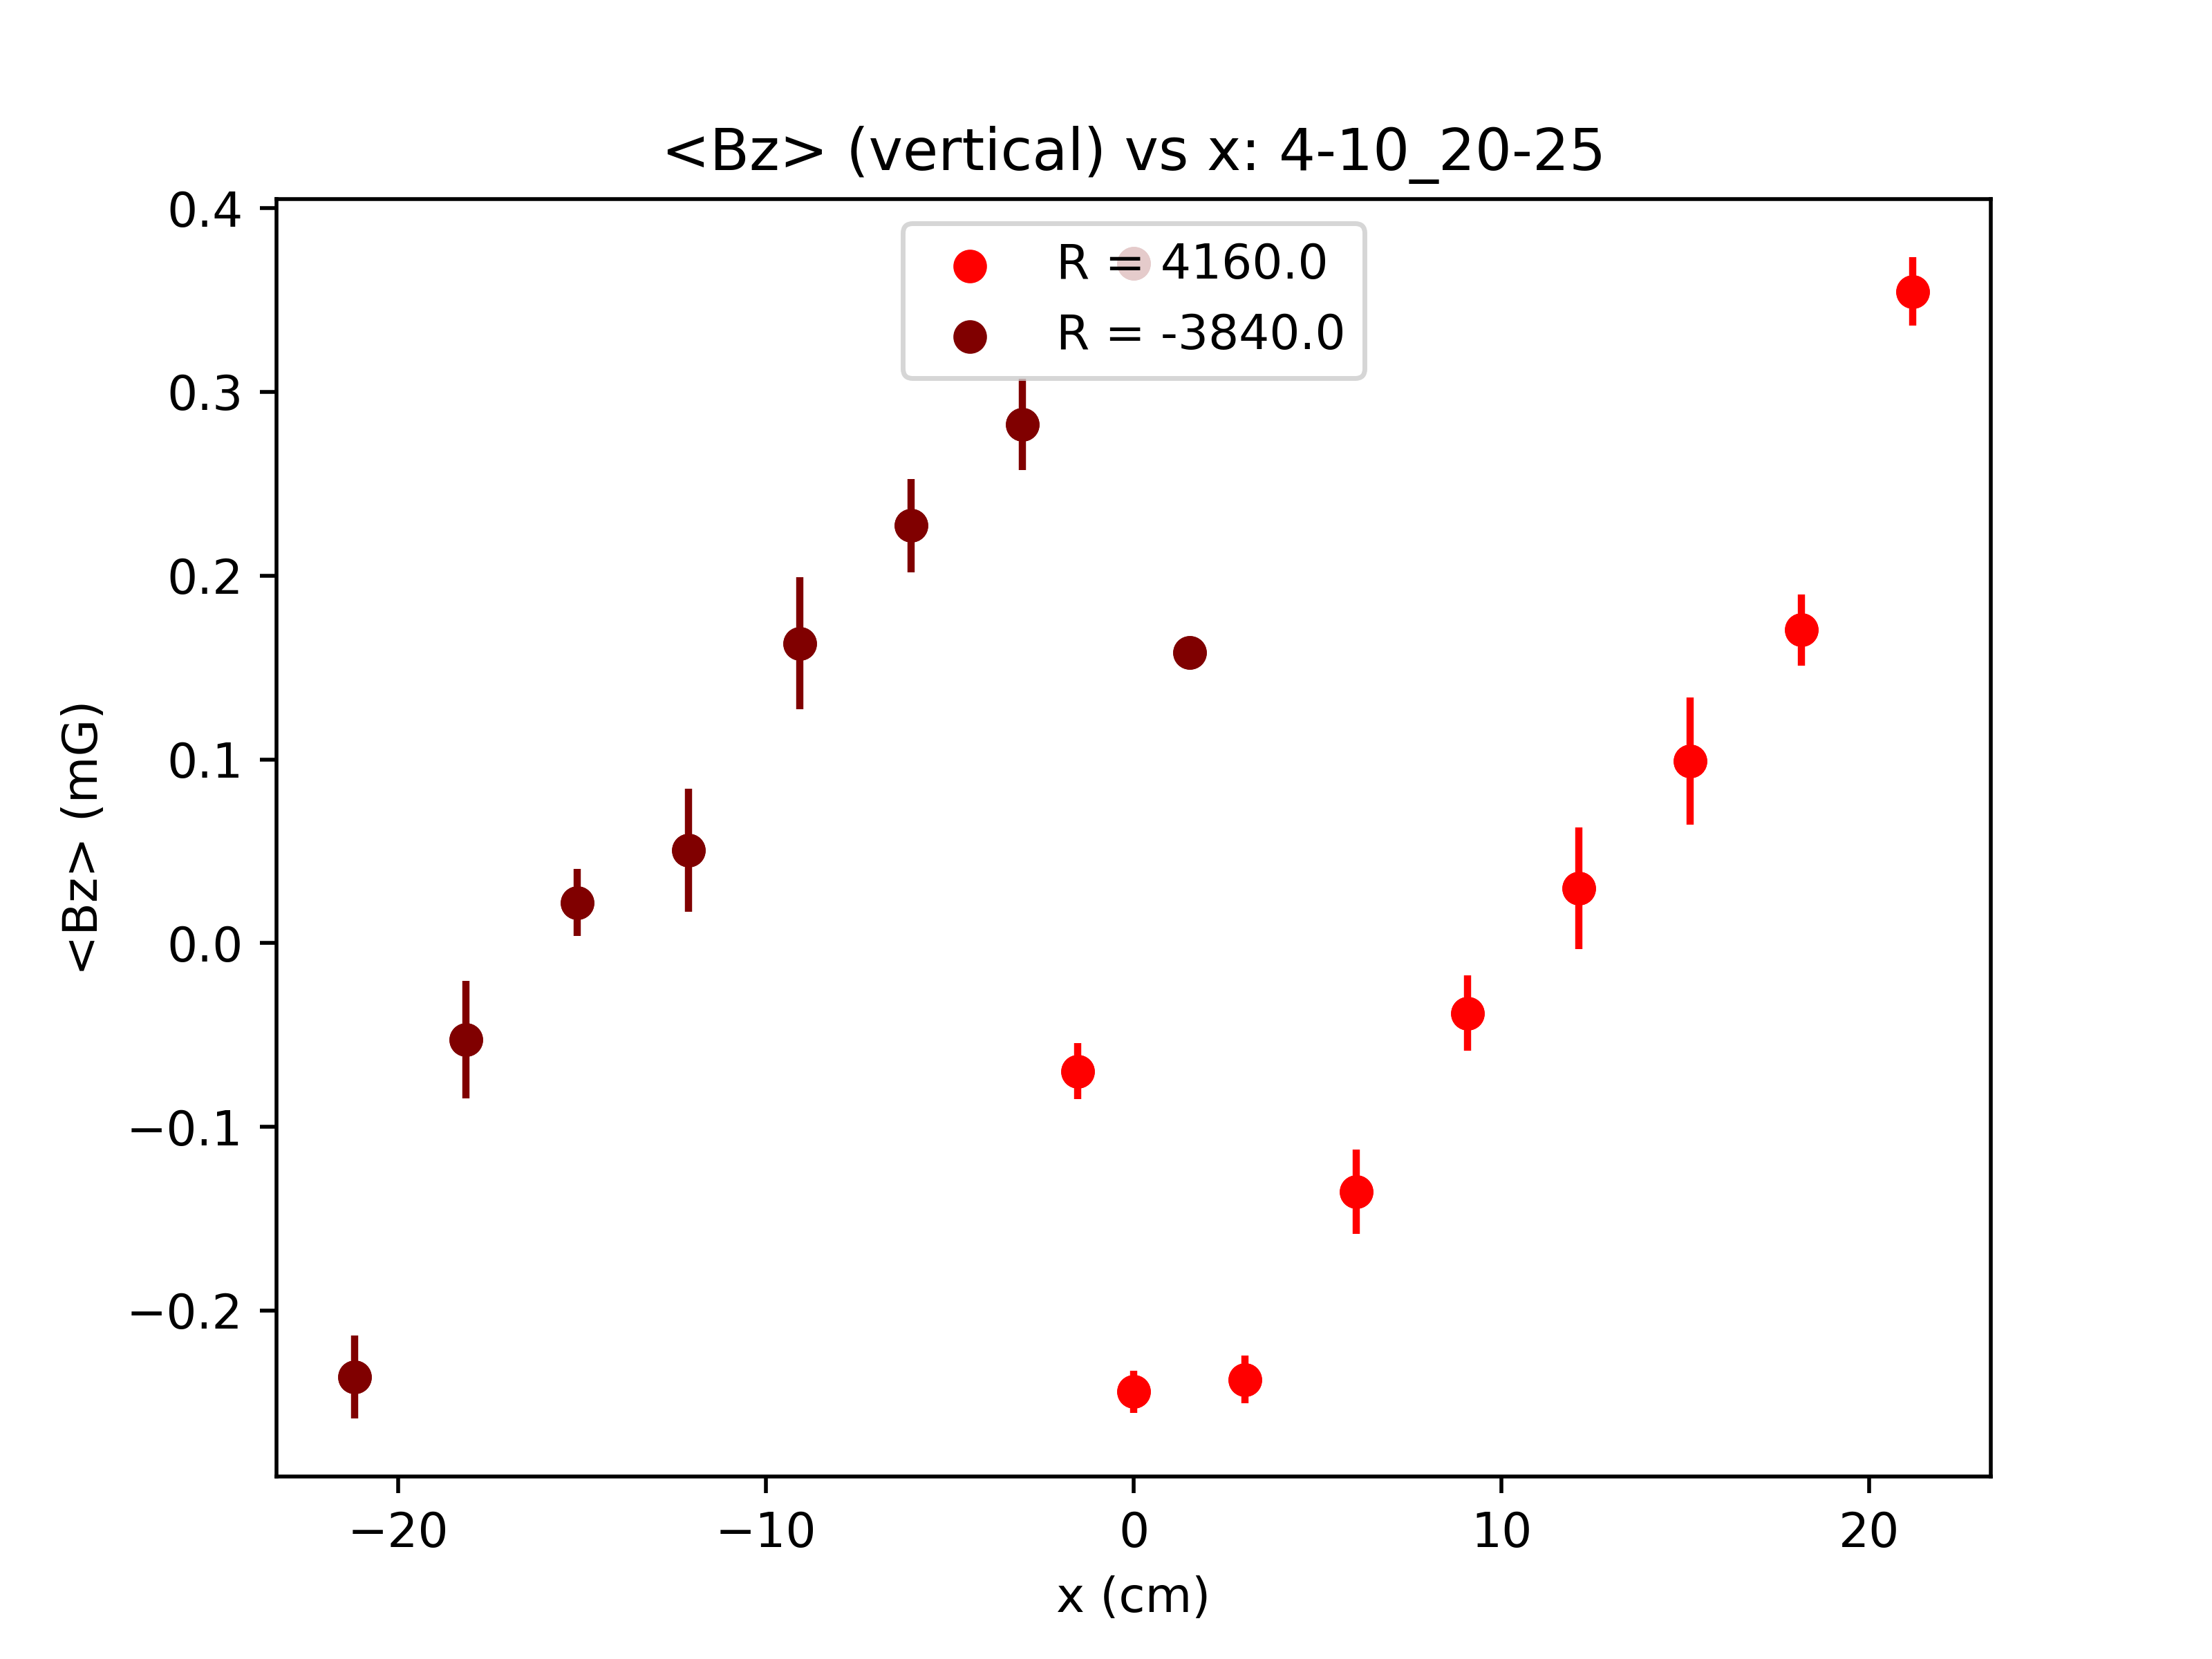 <Bz> (vertical) vs x: 4-10_20-25
R = 4160.0
R = -3840.0
0.4
0.3
0.2
0.1
0.0
−0.1
−0.2
<Bz> (mG)
−20
−10
0
10
20
x (cm)